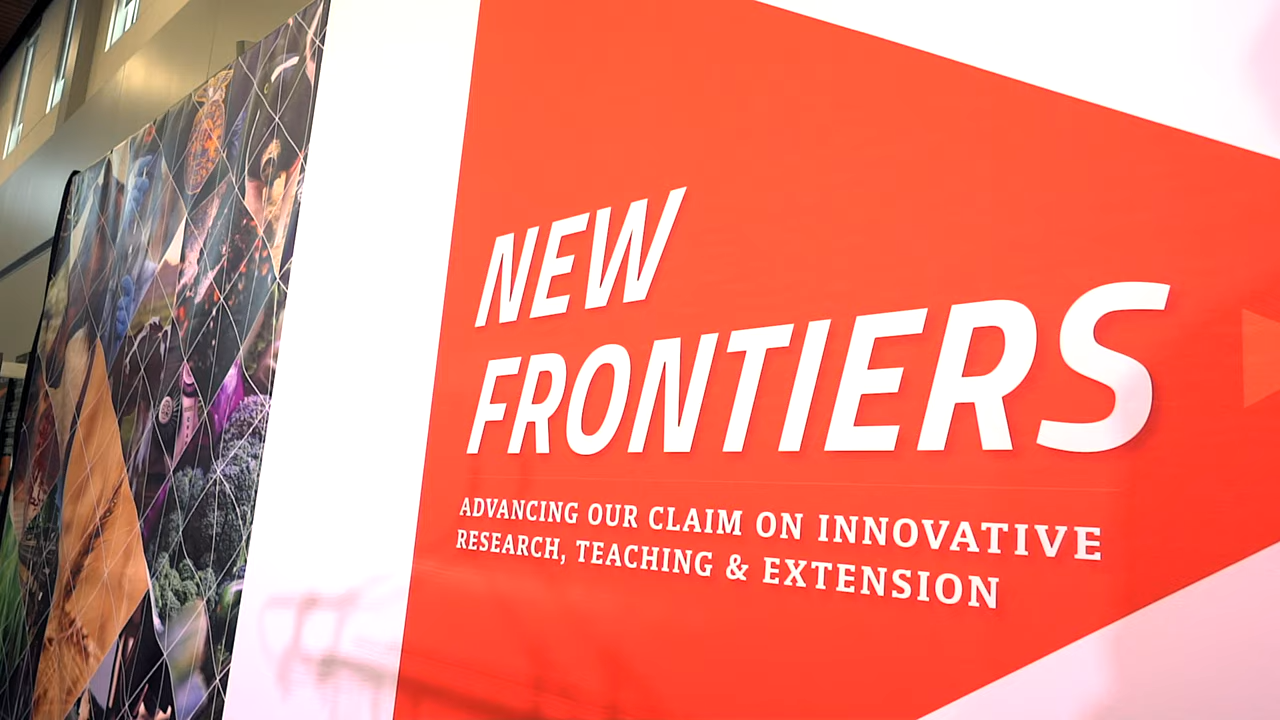 NEW
FRONTIERS
ADVANCING OUR CLAIM ON INNOVATIVE
RESEARCH, TEACHING & EXTENSION